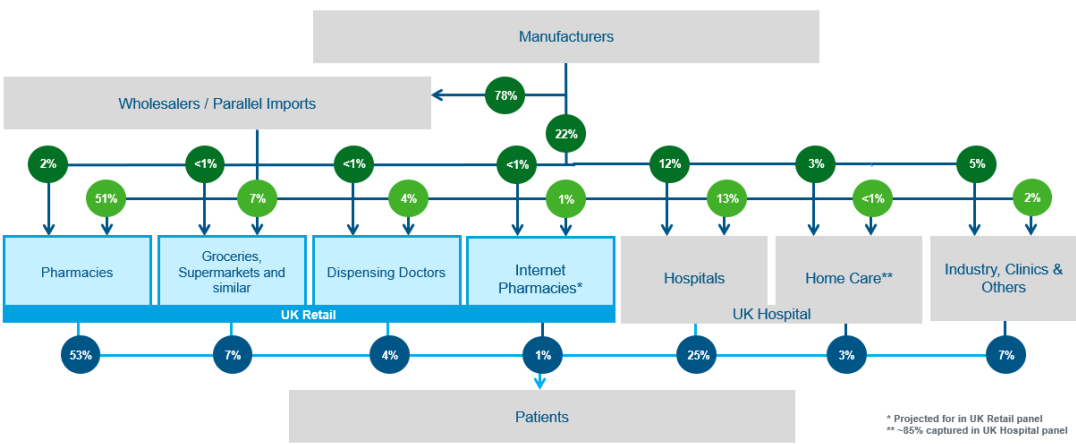 Manufacturers
78%
Wholesalers / Parallel Imports
22%
2%
<1%
<1%
<1%
12%
3%
5%
51%
7%
4%
1%
13%
<1%
2%
Pharmacies
Groceries,
Supermarkets and
similar
Dispensing Doctors
Internet
Pharmacies*
Hospitals
Home Care**
Industry, Clinics &
Others
UK Retail
UK Hospital
53%
7%
4%
1%
25%
3%
7%
Patients
* Projected for in UK Retail panel
** ~85% captured in UK Hospital panel